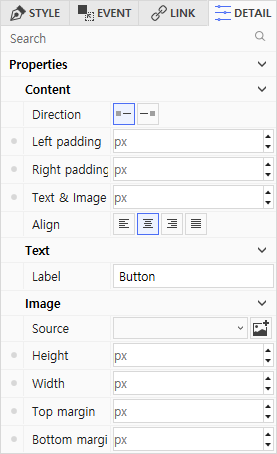 STYLE EVENT LINK DETAIL
Search
Properties
Content
Direction
Left padding px
Right padding px
Text & Image px
Align
Text
Label Button
Image
Source
Height px
Width px
Top margin px
Bottom margi px